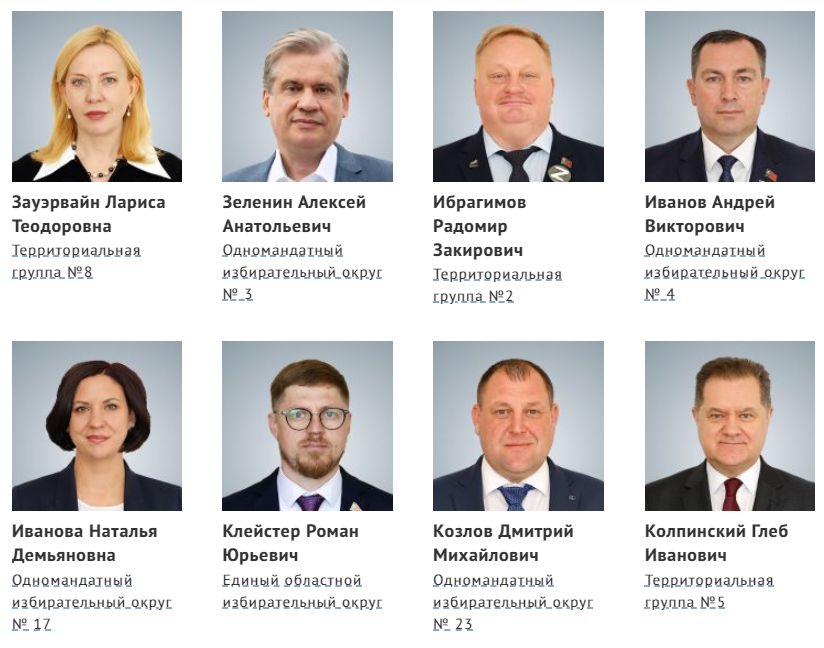 Зауэрвайн Лариса
Теодоровна
Территориальная
группа №8
Зеленин Алексей
Анатольевич
Одномандатный
избирательный округ
№ 3
Ибрагимов
Радомир
Закирович
Территориальная
группа №2
Иванов Андрей
Викторович
Одномандатный
избирательный округ
№ 4
Иванова Наталья
Демьяновна
Одномандатный
избирательный округ
№ 17
Клейстер Роман
Юрьевич
Единый областной
избирательный округ
Козлов Дмитрий
Михайлович
Одномандатный
избирательный округ
№ 23
Колпинский Глеб
Иванович
Территориальная
группа №5